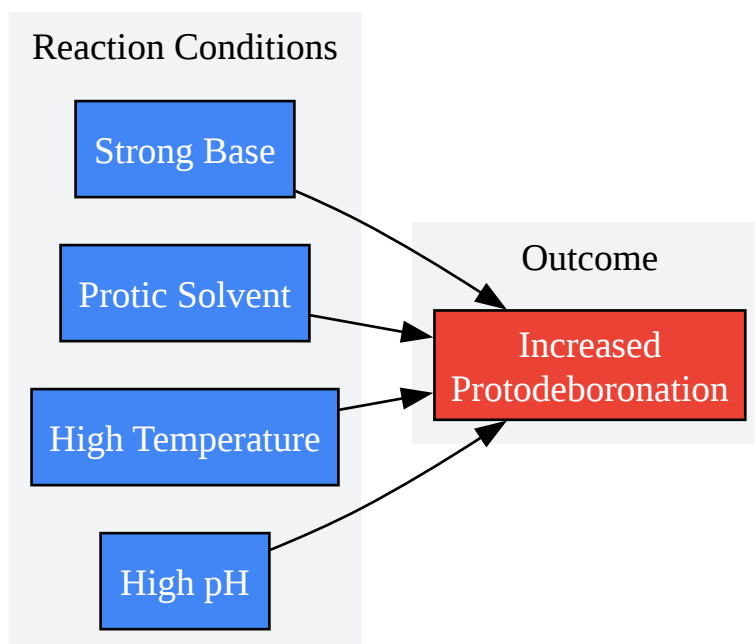 Reaction Conditions
Strong Base
Protic Solvent
High Temperature
High pH
Outcome
Increased
Protodeboronation